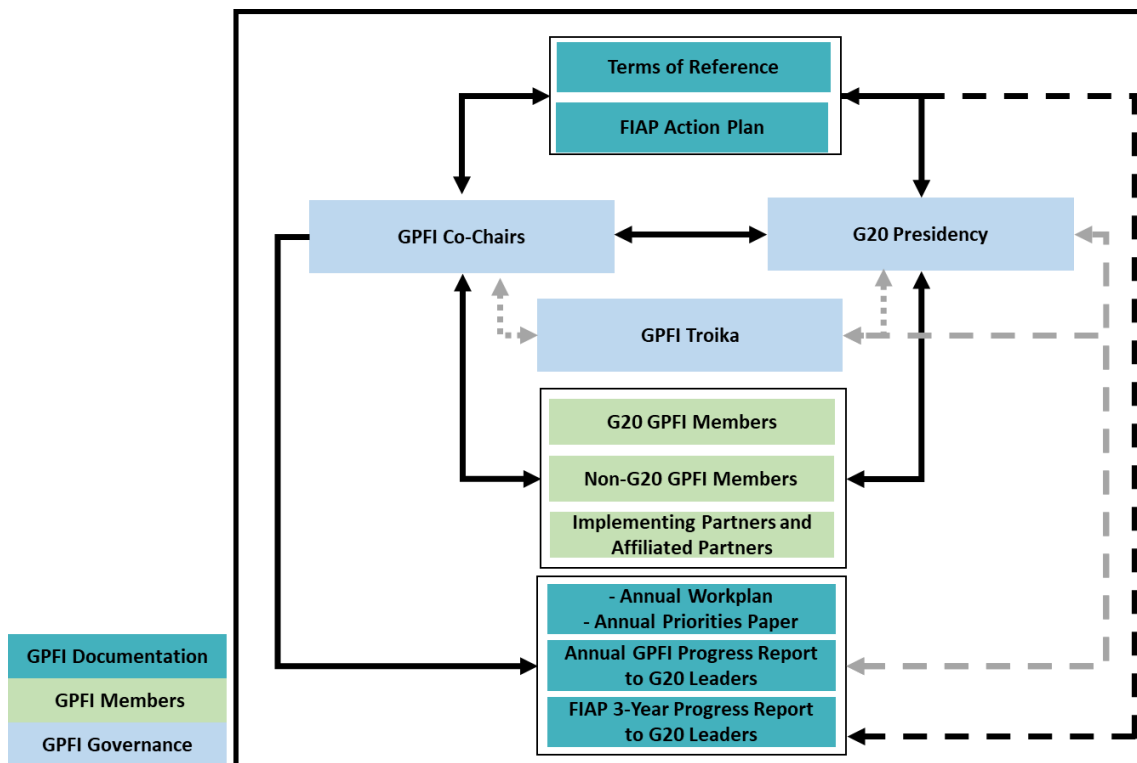 Terms of Reference
FIAP Action Plan
GPFI Co-Chairs
G20 Presidency
GPFI Troika
G20 GPFI Members
Non-G20 GPFI Members
Implementing Partners and
Affiliated Partners
- Annual Workplan
- Annual Priorities Paper
Annual GPFI Progress Report
to G20 Leaders
FIAP 3-Year Progress Report
to G20 Leaders
GPFI Documentation
GPFI Members
GPFI Governance